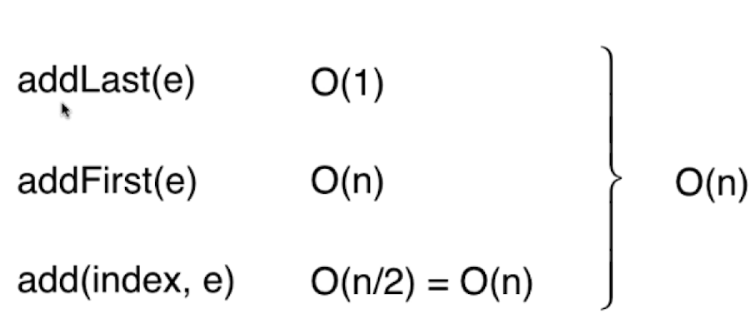 addLast(e) O(1)
addFirst(e) O(n) O(n)
add(index, e) O(n/2) = O(n)